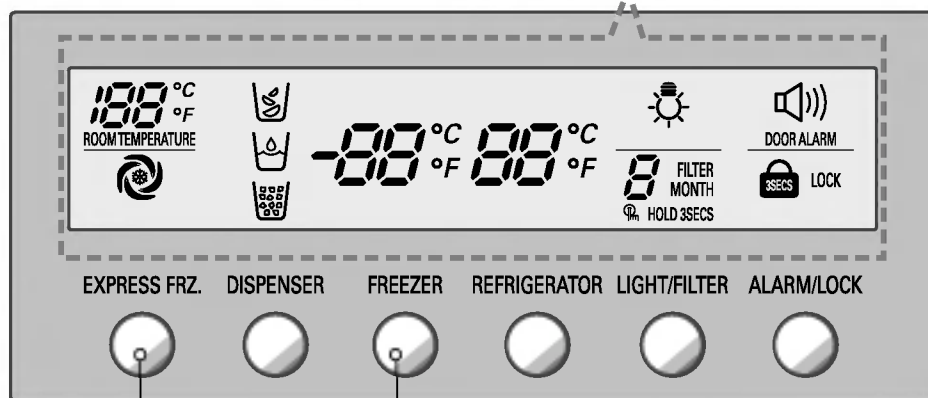 188 °C °F
ROOM TEMPERATURE
-88 °C °F
88 °C °F
8 FILTER MONTH
HOLD 3SECS
DOOR ALARM
3SECS LOCK
EXPRESS FRZ. DISPENSER FREEZER REFRIGERATOR LIGHT/FILTER ALARM/LOCK